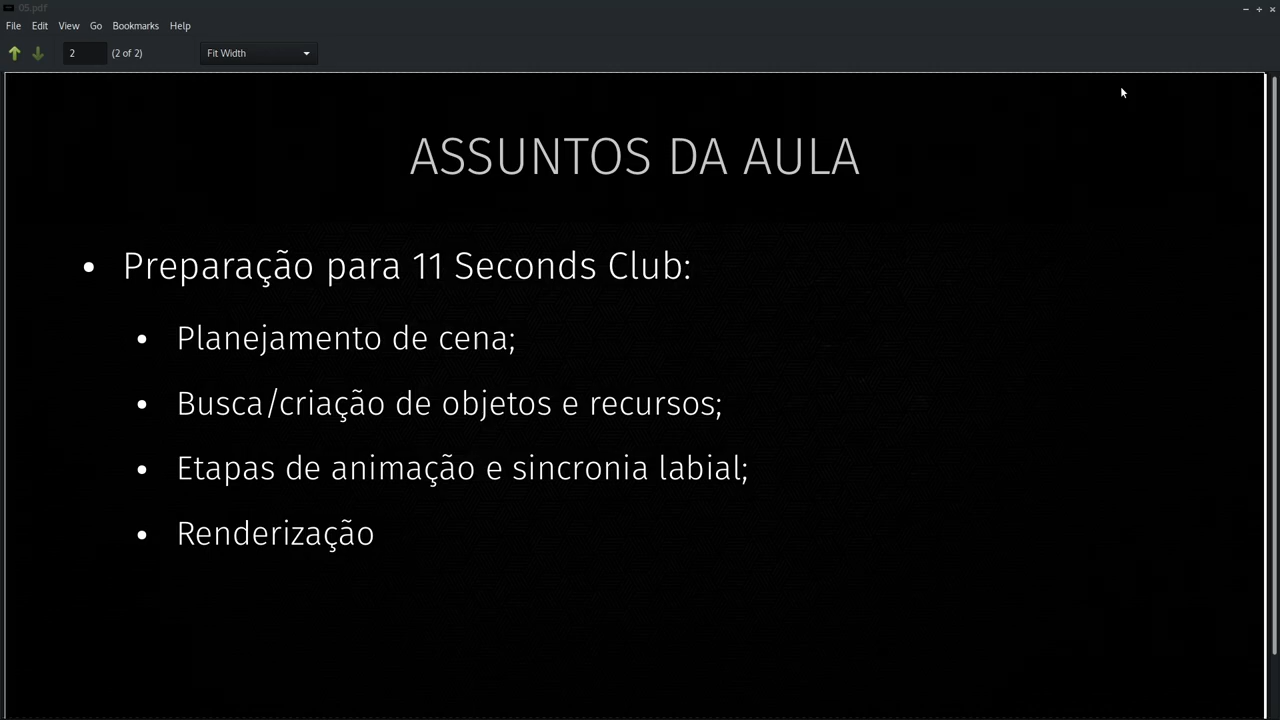 05.pdf
File Edit View Go Bookmarks Help
2 (2 of 2) Fit Width
ASSUNTOS DA AULA
• Preparação para 11 Seconds Club:
• Planejamento de cena;
• Busca/criação de objetos e recursos;
• Etapas de animação e sincronia labial;
• Renderização